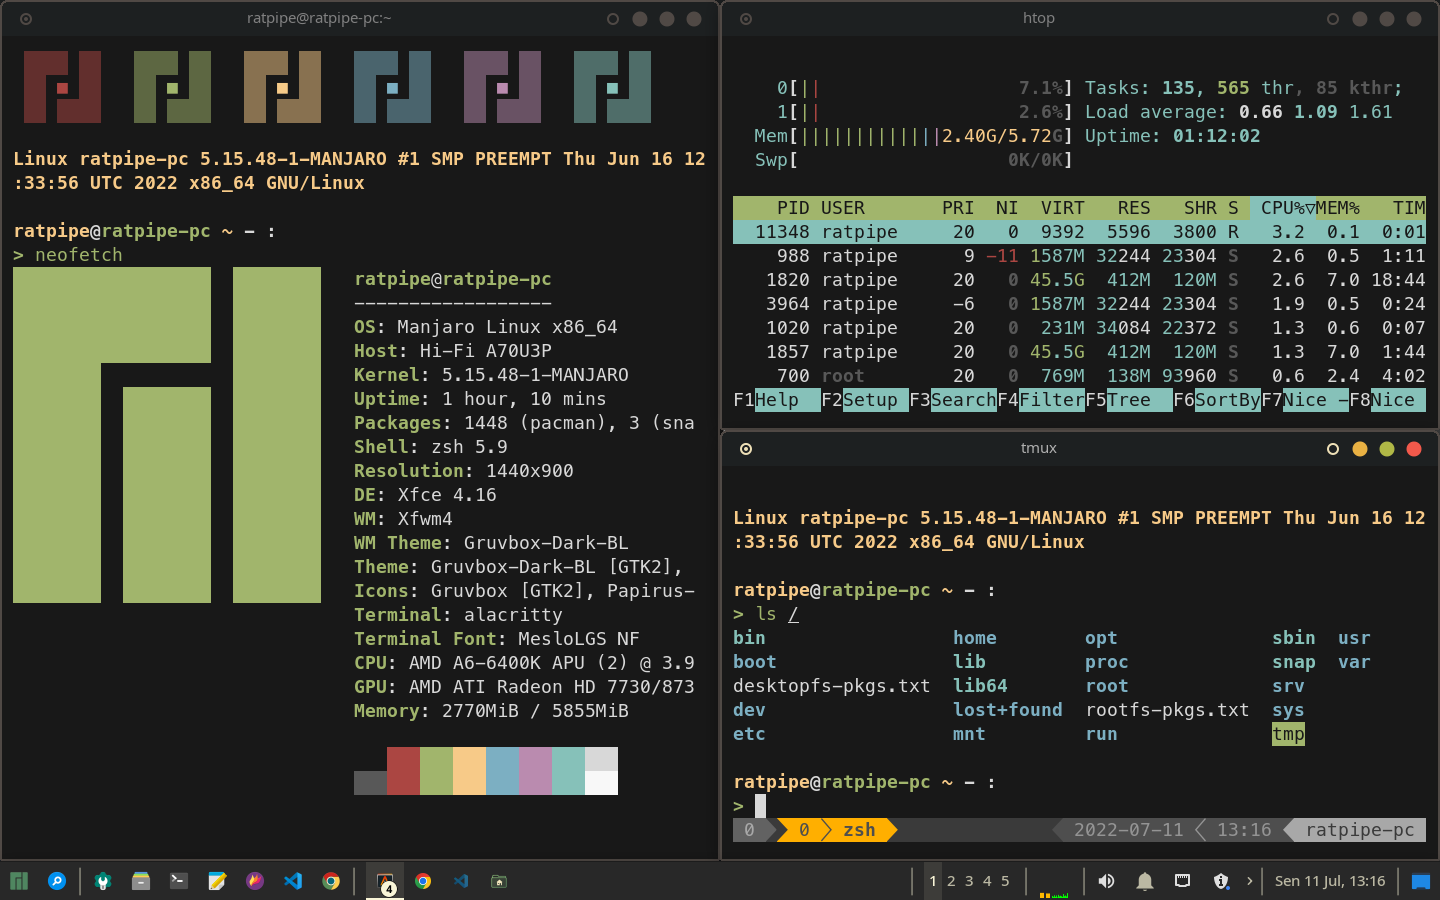 ratpipe@ratpipe-pc:~
Linux ratpipe-pc 5.15.48-1-MANJARO #1 SMP PREEMPT Thu Jun 16 12
:33:56 UTC 2022 x86_64 GNU/Linux
ratpipe@ratpipe-pc ~ - :
> neofetch
ratpipe@ratpipe-pc
------------------
OS: Manjaro Linux x86_64
Host: Hi-Fi A70U3P
Kernel: 5.15.48-1-MANJARO
Uptime: 1 hour, 10 mins
Packages: 1448 (pacman), 3 (sna
Shell: zsh 5.9
Resolution: 1440x900
DE: Xfce 4.16
WM: Xfwm4
WM Theme: Gruvbox-Dark-BL
Theme: Gruvbox-Dark-BL [GTK2],
Icons: Gruvbox [GTK2], Papirus-
Terminal: alacritty
Terminal Font: MesloLGS NF
CPU: AMD A6-6400K APU (2) @ 3.9
GPU: AMD ATI Radeon HD 7730/873
Memory: 2770MiB / 5855MiB
htop
0[|| 7.1%] Tasks: 135, 565 thr, 85 kthr;
1[|| 2.6%] Load average: 0.66 1.09 1.61
Mem[|||||||||||||2.40G/5.72G] Uptime: 01:12:02
Swp[ 0K/0K]
PID USER PRI NI VIRT RES SHR S CPU%▽MEM% TIM
11348 ratpipe 20 0 9392 5596 3800 R 3.2 0.1 0:01
988 ratpipe 9 -11 1587M 32244 23304 S 2.6 0.5 1:11
1820 ratpipe 20 0 45.5G 412M 120M S 2.6 7.0 18:44
3964 ratpipe -6 0 1587M 32244 23304 S 1.9 0.5 0:24
1020 ratpipe 20 0 231M 34084 22372 S 1.3 0.6 0:07
1857 ratpipe 20 0 45.5G 412M 120M S 1.3 7.0 1:44
700 root 20 0 769M 138M 93960 S 0.6 2.4 4:02
F1Help F2Setup F3SearchF4FilterF5Tree F6SortByF7Nice -F8Nice
tmux
Linux ratpipe-pc 5.15.48-1-MANJARO #1 SMP PREEMPT Thu Jun 16 12
:33:56 UTC 2022 x86_64 GNU/Linux
ratpipe@ratpipe-pc ~ - :
> ls /
bin home opt sbin usr
boot lib proc snap var
desktopfs-pkgs.txt lib64 root srv
dev lost+found rootfs-pkgs.txt sys
etc mnt run tmp
ratpipe@ratpipe-pc ~ - :
>
0 0 zsh 2022-07-11 13:16 ratpipe-pc
4 1 2 3 4 5 Sen 11 Jul, 13:16